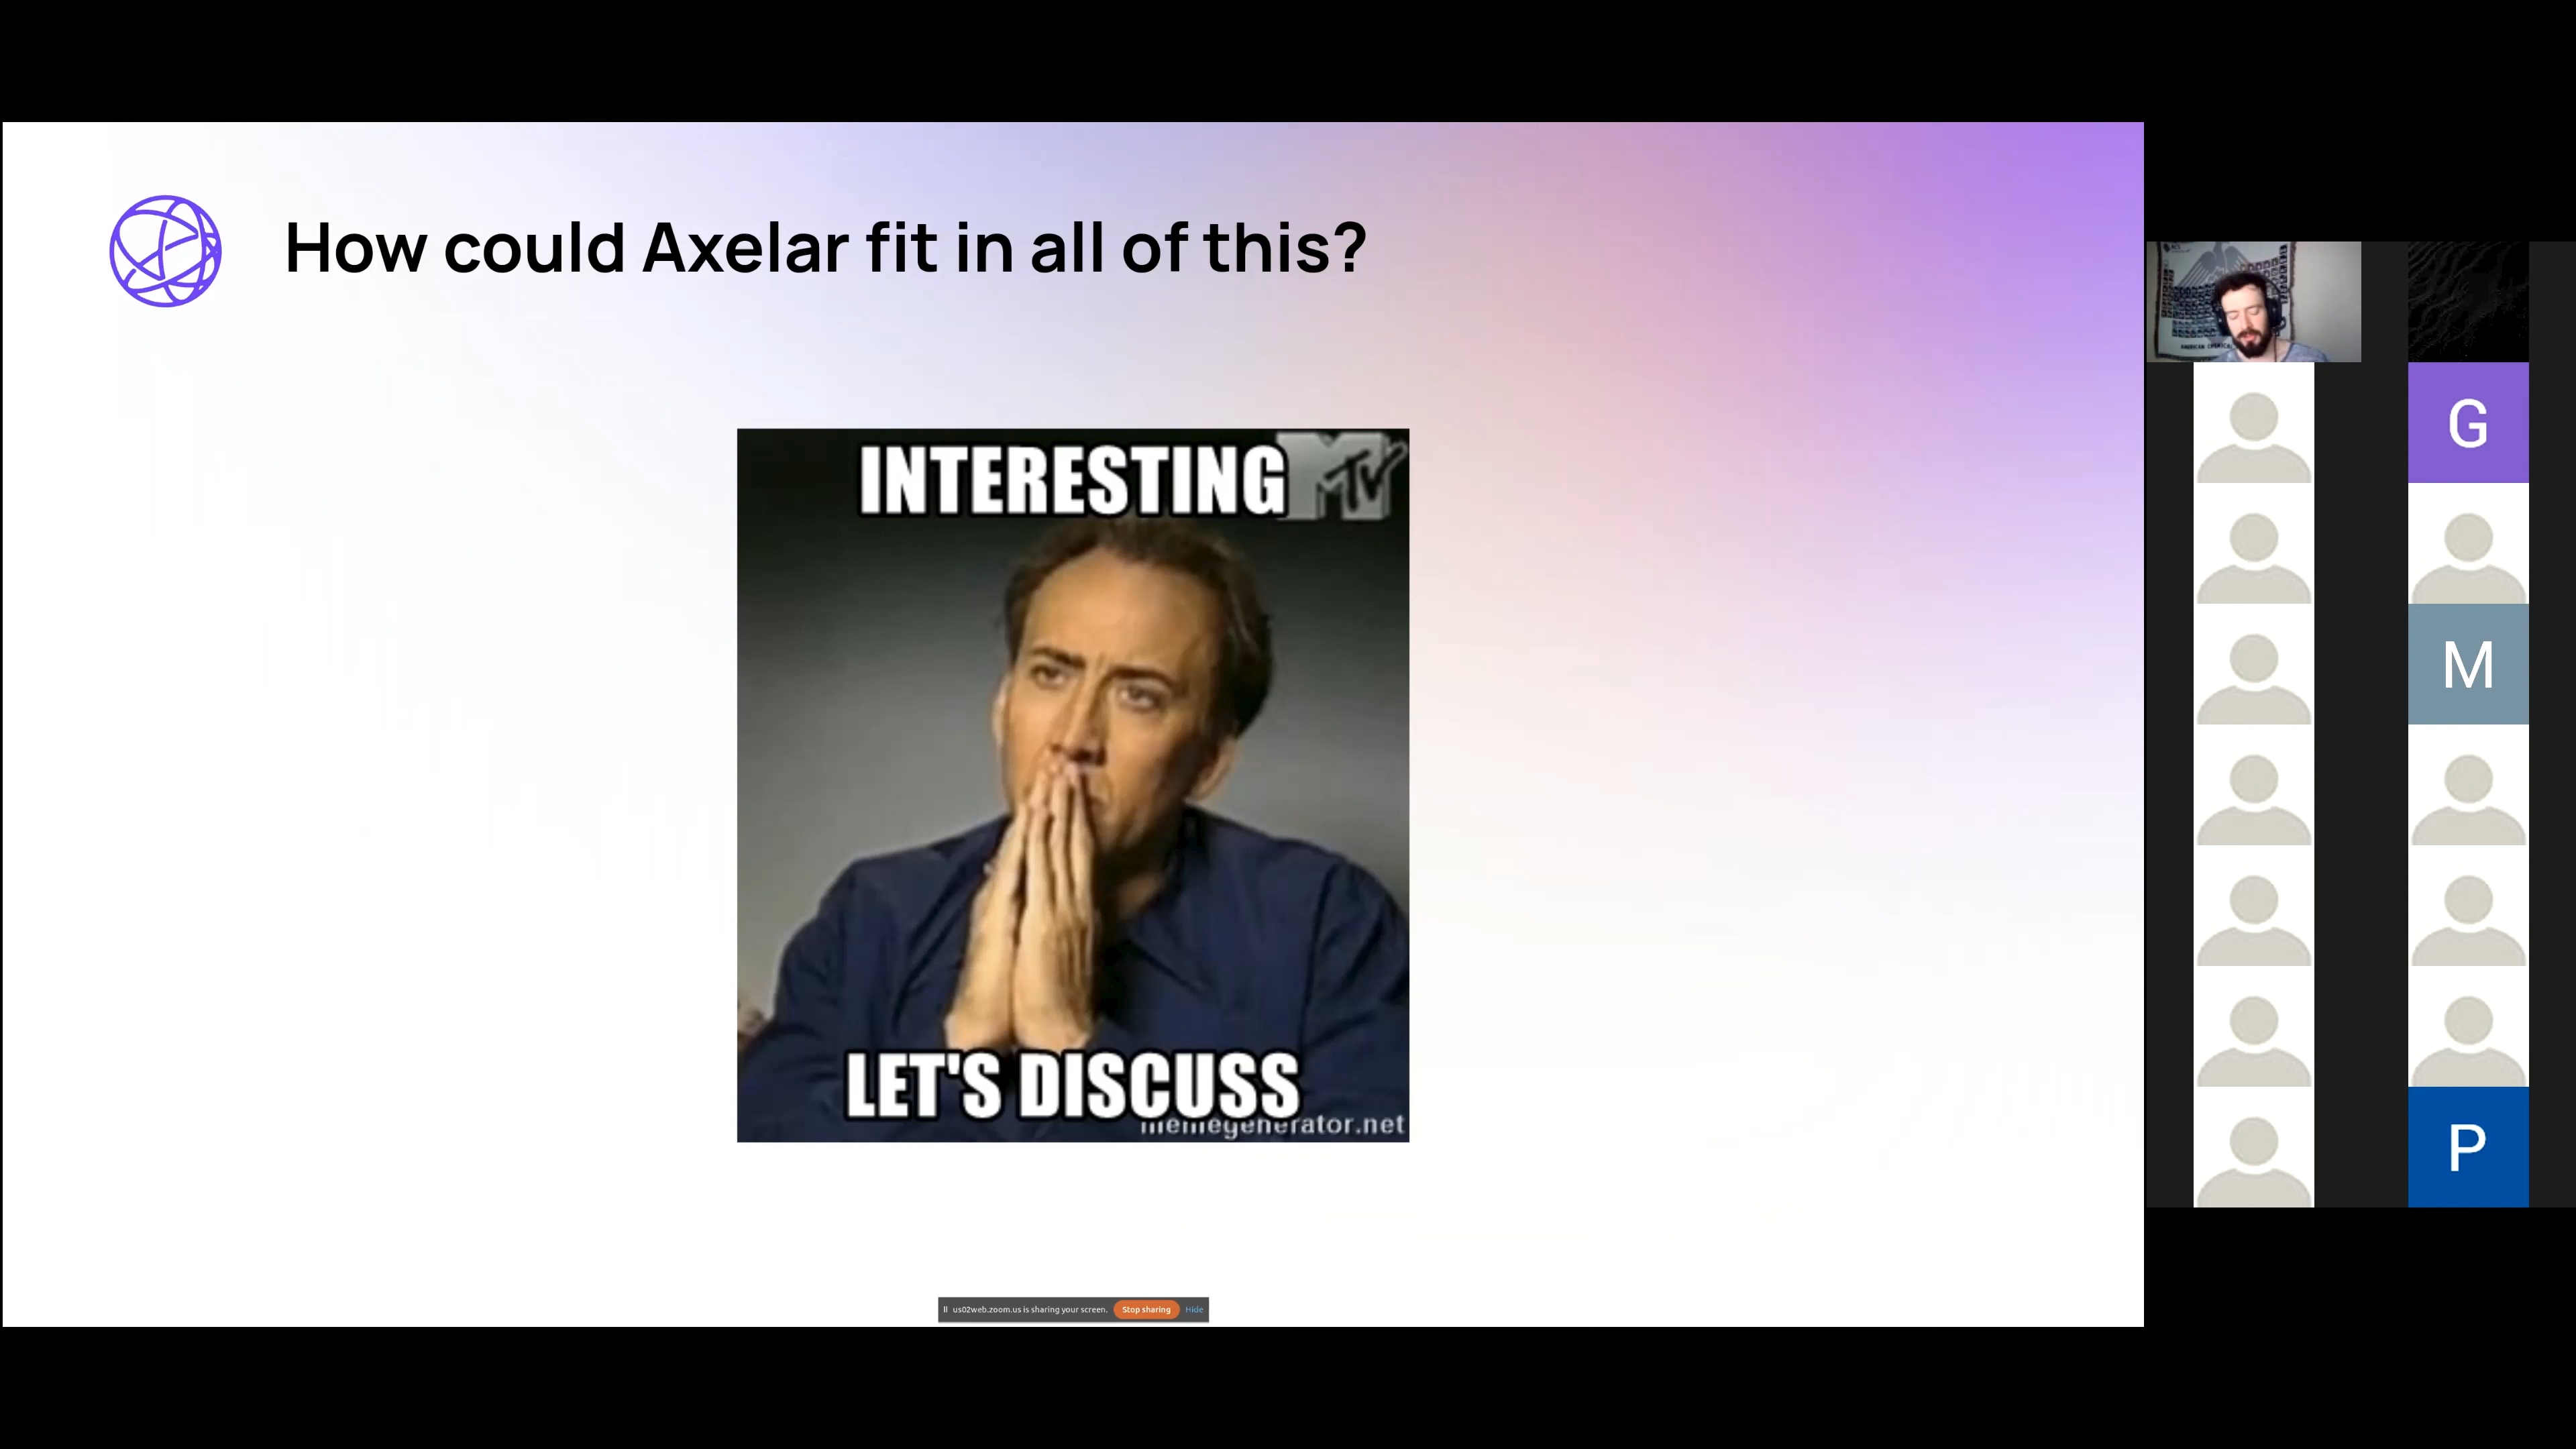 How could Axelar fit in all of this?
INTERESTING
MTV
LET'S DISCUSS
memegenerator.net
us02web.zoom.us is sharing your screen. Stop sharing Hide
G
M
P